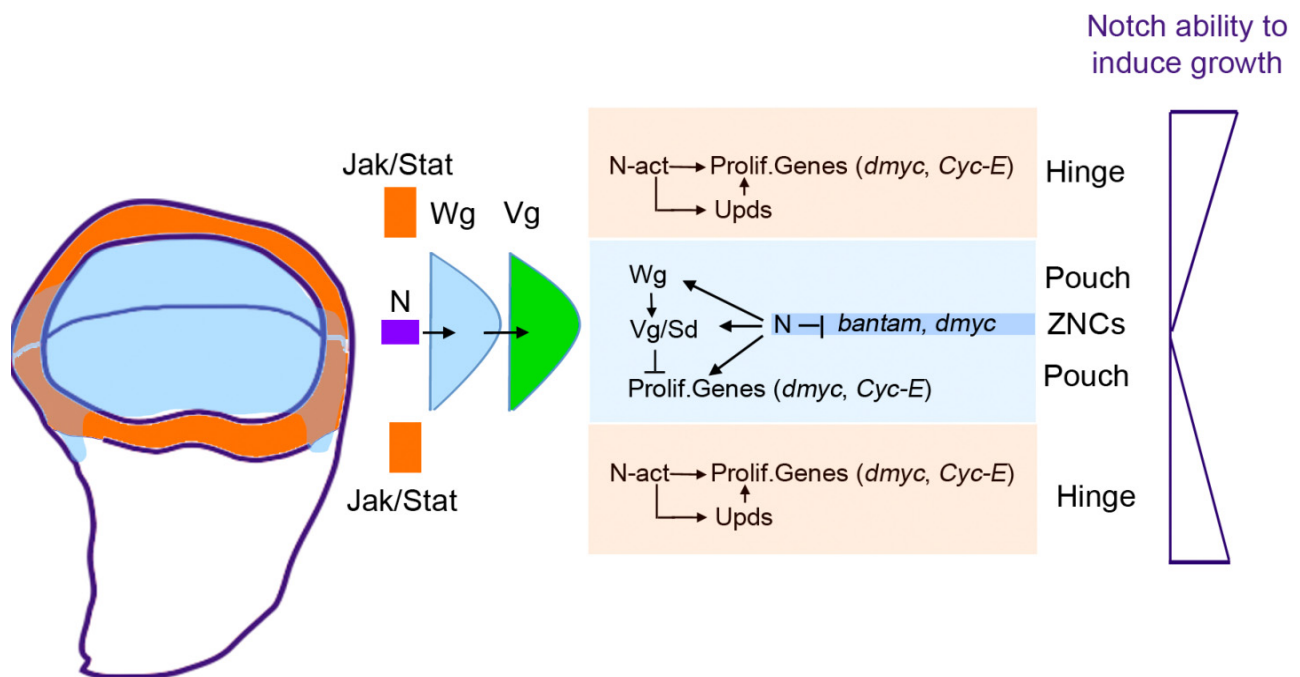 Notch ability to
induce growth
Jak/Stat
Wg
Vg
N
Jak/Stat
N-act Prolif.Genes (dmyc, Cyc-E)
Upds
Hinge
Wg
Pouch
Vg/Sd
N
bantam, dmyc
ZNCs
Prolif.Genes (dmyc, Cyc-E)
Pouch
N-act Prolif.Genes (dmyc, Cyc-E)
Upds
Hinge